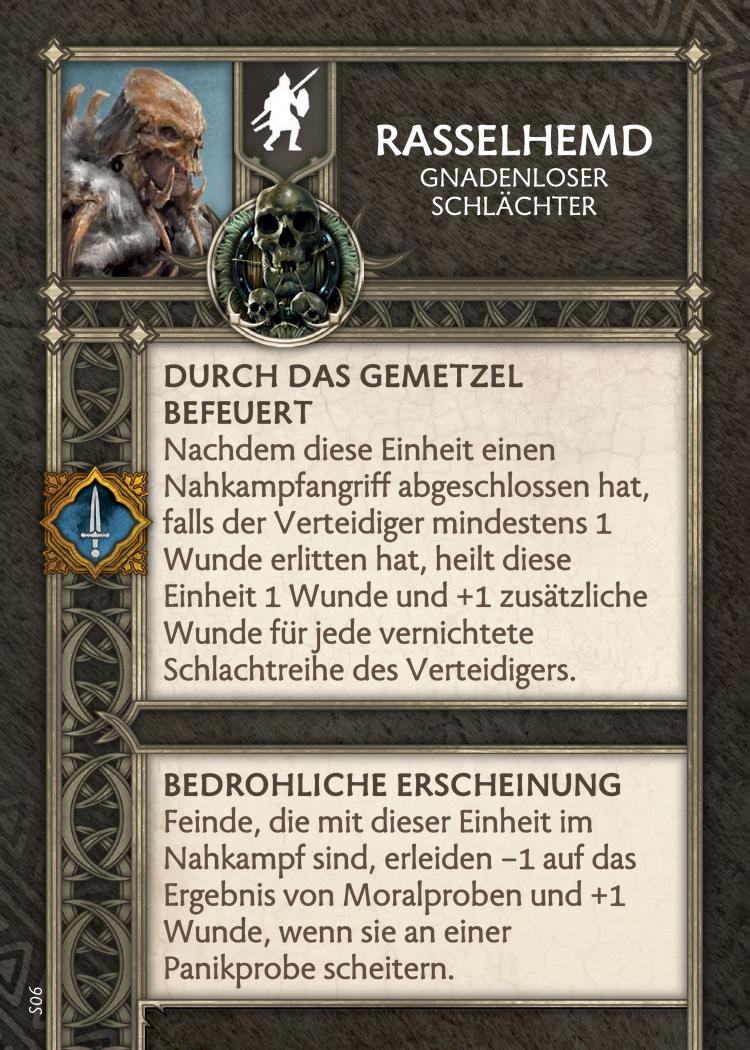 RASSELHEMD
GNADENLOSER
SCHLÄCHTER
DURCH DAS GEMETZEL
BEFEUERT
Nachdem diese Einheit einen
Nahkampfangriff abgeschlossen hat,
falls der Verteidiger mindestens 1
Wunde erlitten hat, heilt diese
Einheit 1 Wunde und +1 zusätzliche
Wunde für jede vernichtete
Schlachtreihe des Verteidigers.
BEDROHLICHE ERSCHEINUNG
Feinde, die mit dieser Einheit im
Nahkampf sind, erleiden −1 auf das
Ergebnis von Moralproben und +1
Wunde, wenn sie an einer
Panikprobe scheitern.
S06